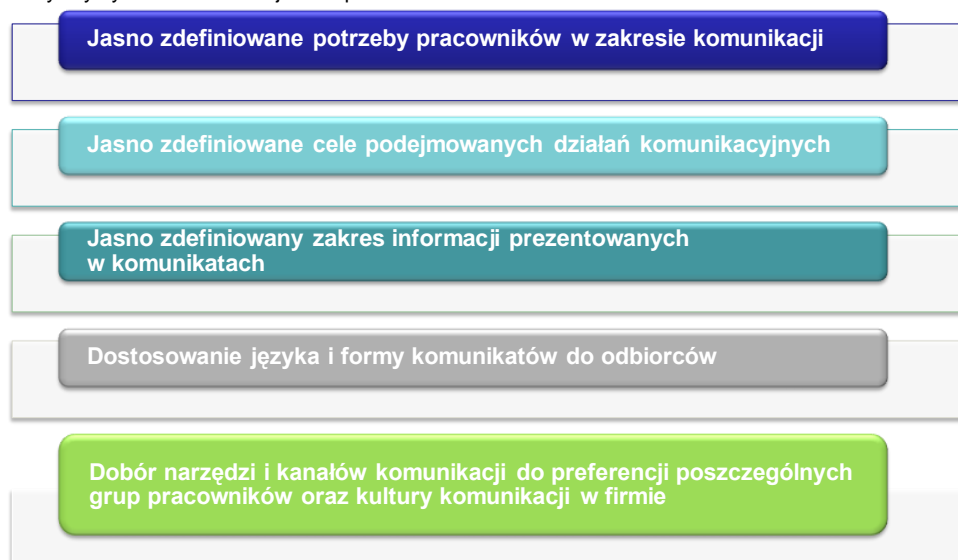 Jasno zdefiniowane potrzeby pracowników w zakresie komunikacji
Jasno zdefiniowane cele podejmowanych działań komunikacyjnych
Jasno zdefiniowany zakres informacji prezentowanych
w komunikatach
Dostosowanie języka i formy komunikatów do odbiorców
Dobór narzędzi i kanałów komunikacji do preferencji poszczególnych
grup pracowników oraz kultury komunikacji w firmie